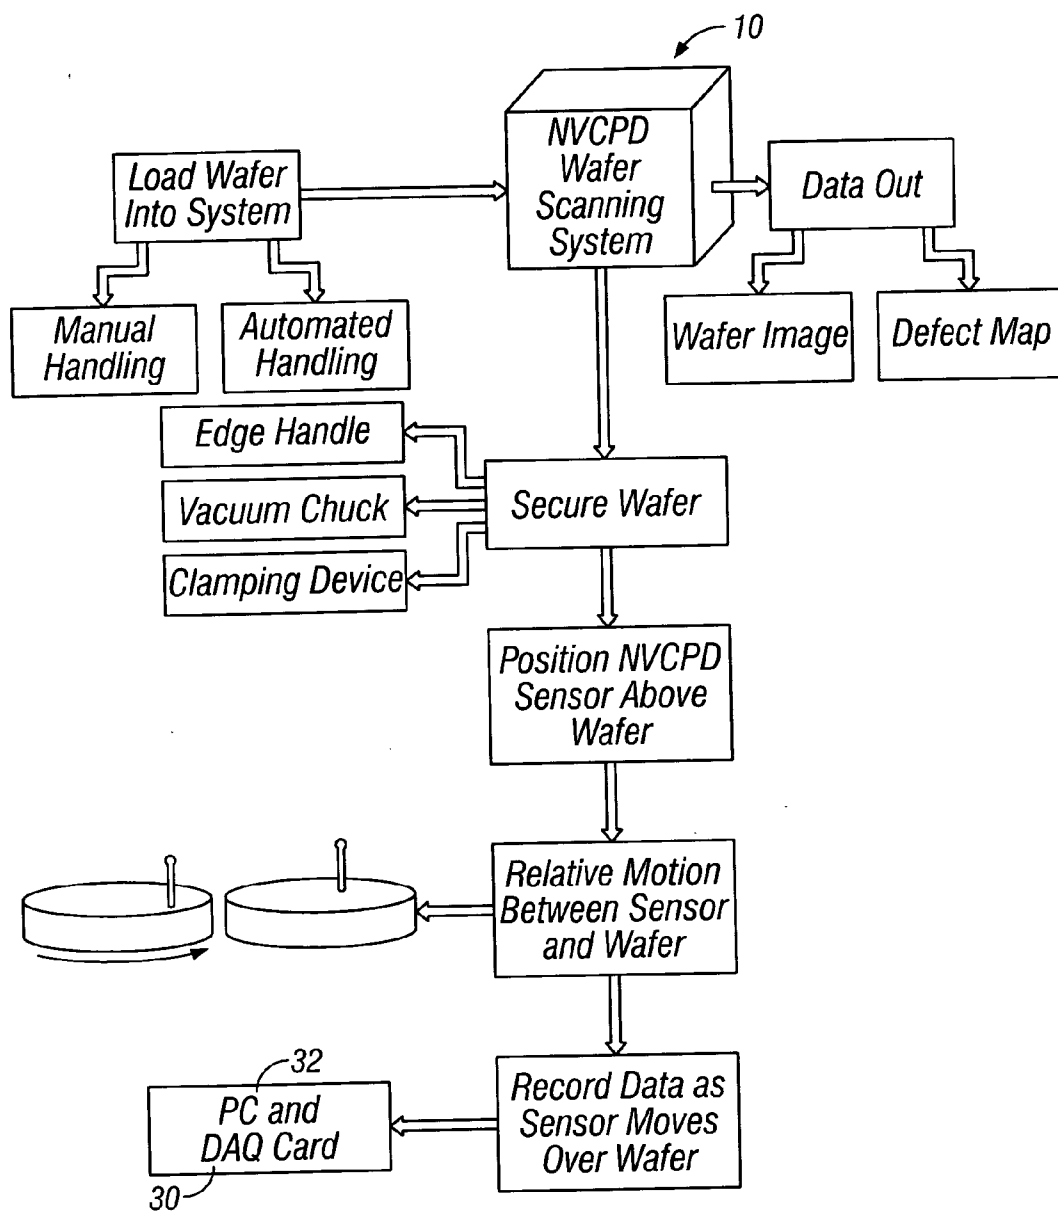 10
NVCPD
Wafer
Scanning
System
Load Wafer
Into System
Data Out
Manual
Handling
Automated
Handling
Wafer Image
Defect Map
Edge Handle
Vacuum Chuck
Clamping Device
Secure Wafer
Position NVCPD
Sensor Above
Wafer
Relative Motion
Between Sensor
and Wafer
32
PC and
DAQ Card
30
Record Data as
Sensor Moves
Over Wafer